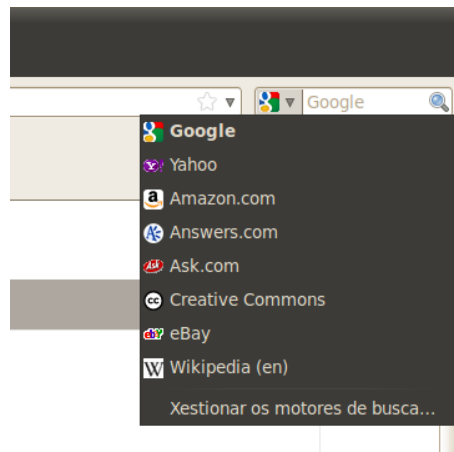 Google
Google
Yahoo
Amazon.com
Answers.com
Ask.com
Creative Commons
eBay
Wikipedia (en)
Xestionar os motores de busca...